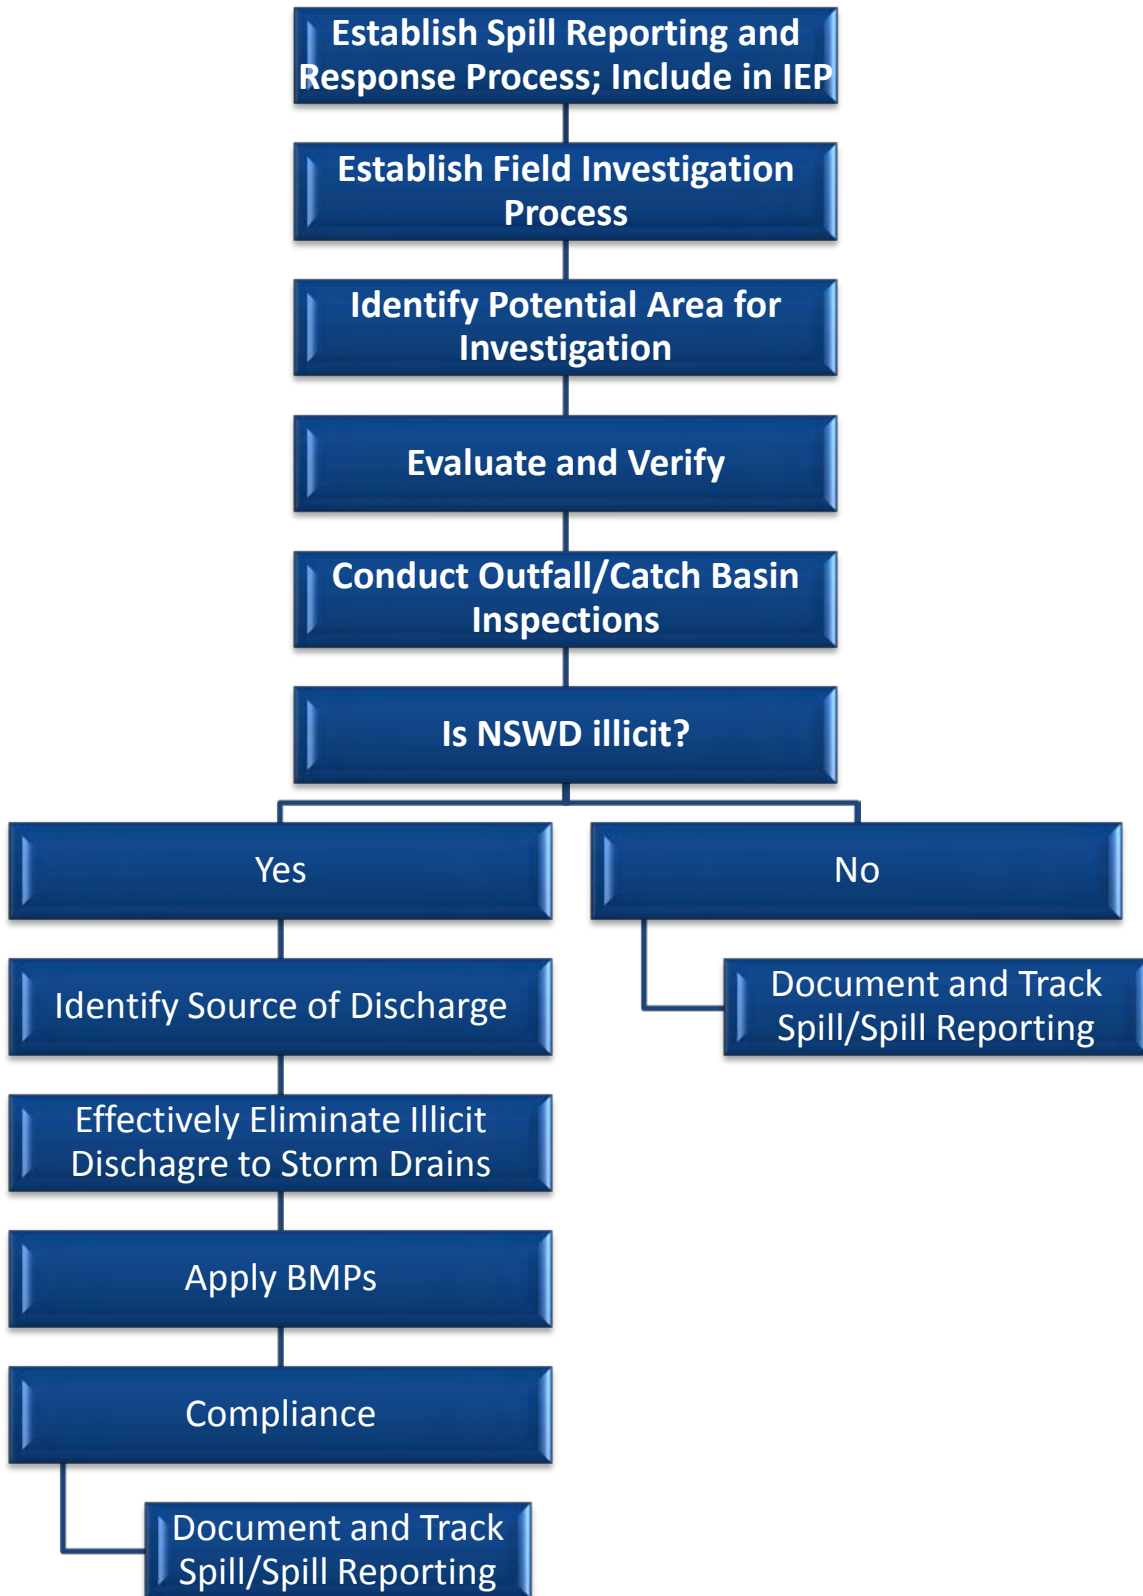 Establish Spill Reporting and
Response Process; Include in IEP
Establish Field Investigation
Process
Identify Potential Area for
Investigation
Evaluate and Verify
Conduct Outfall/Catch Basin
Inspections
Is NSWD illicit?
Yes
No
Identify Source of Discharge
Document and Track
Spill/Spill Reporting
Effectively Eliminate Illicit
Dischagre to Storm Drains
Apply BMPs
Compliance
Document and Track
Spill/Spill Reporting